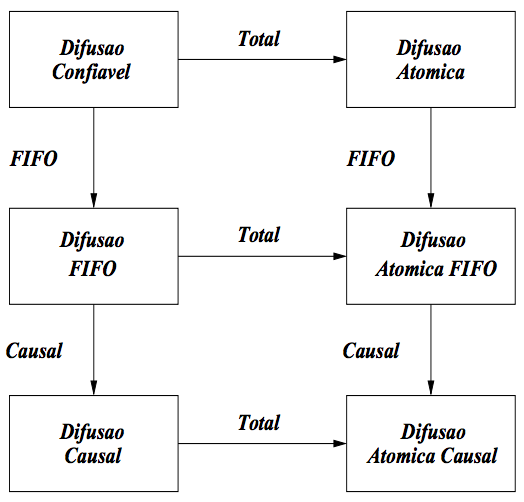 Difusao
Confiavel
Total
Difusao
Atomica
FIFO
FIFO
Difusao
FIFO
Total
Difusao
Atomica FIFO
Causal
Causal
Difusao
Causal
Total
Difusao
Atomica Causal